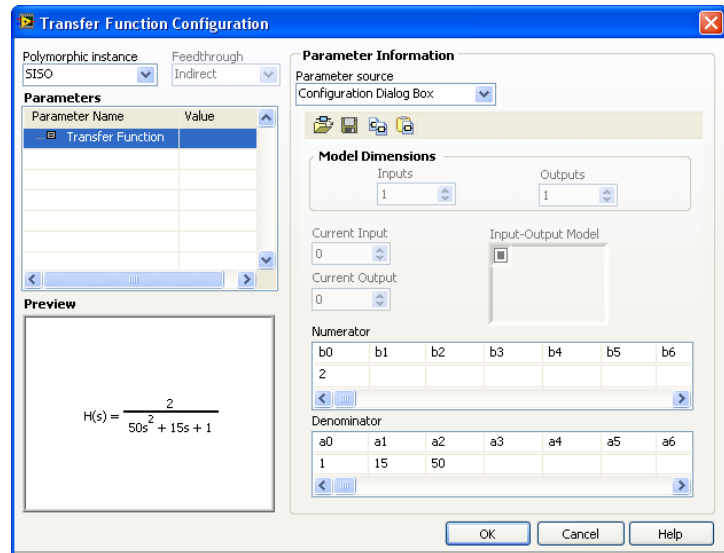 Transfer Function Configuration
Polymorphic instance
Feedthrough
SISO
Indirect
Parameters
Parameter Name Value
Transfer Function
Preview
H(s) = 2 / 50s² + 15s + 1
Parameter Information
Parameter source
Configuration Dialog Box
Model Dimensions
Inputs
Outputs
1
1
Current Input
0
Current Output
0
Input-Output Model
Numerator
b0 b1 b2 b3 b4 b5 b6
2
Denominator
a0 a1 a2 a3 a4 a5 a6
1 15 50
OK
Cancel
Help